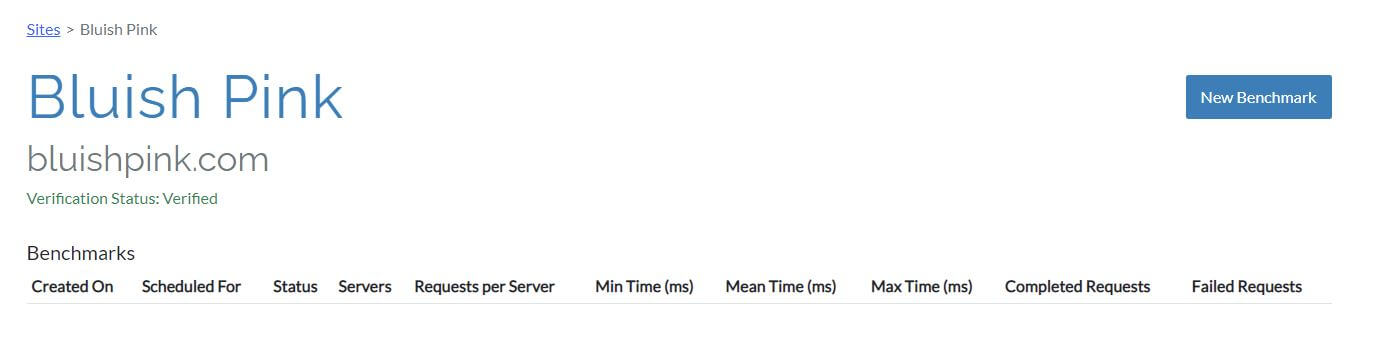 Sites > Bluish Pink
Bluish Pink
New Benchmark
bluishpink.com
Verification Status: Verified
Benchmarks
Created On Scheduled For Status Servers Requests per Server Min Time (ms) Mean Time (ms) Max Time (ms) Completed Requests Failed Requests